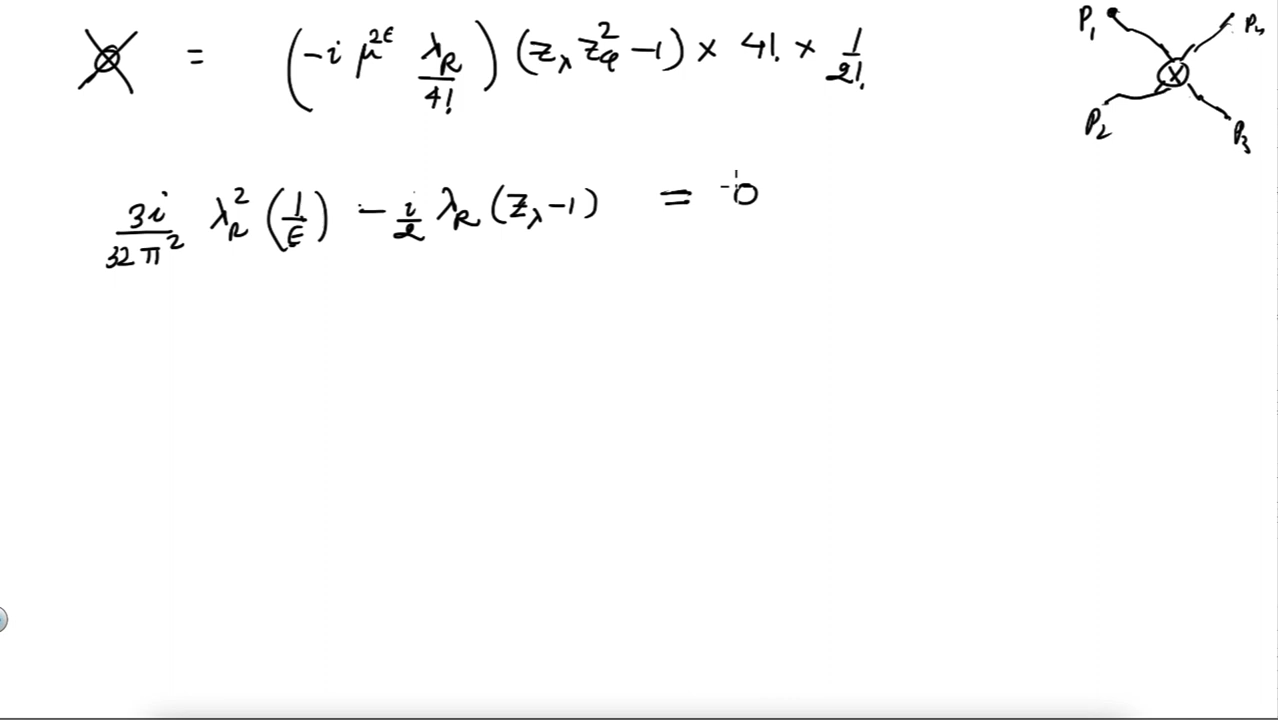 = (-i μ^{2ε} λ_R/4!) (Z_λ Z_φ^2 - 1) × 4! × 1/2!
P_1 P_4
P_2 P_3
3i/32π^2 λ_R^2 (1/ε) - i/2 λ_R (Z_λ - 1) = 0